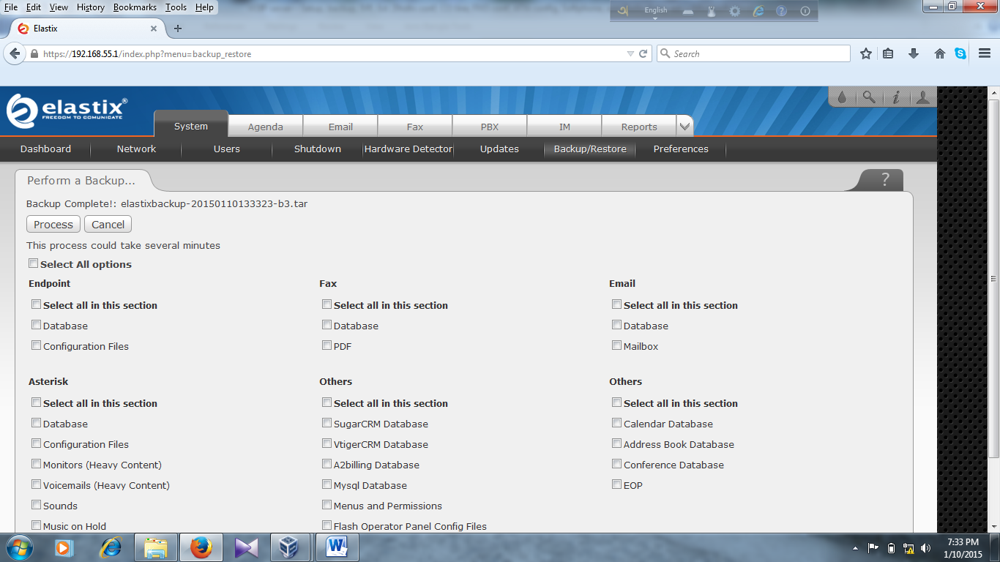 File Edit View History Bookmarks Tools Help
English
Elastix
https://192.168.55.1/index.php?menu=backup_restore
Search
elastix®
FREEDOM TO COMUNICATE
System Agenda Email Fax PBX IM Reports
Dashboard Network Users Shutdown Hardware Detector Updates Backup/Restore Preferences
Perform a Backup...
?
Backup Complete!: elastixbackup-20150110133323-b3.tar
Process Cancel
This process could take several minutes
Select All options
Endpoint Fax Email
Select all in this section Select all in this section Select all in this section
Database Database Database
Configuration Files PDF Mailbox
Asterisk Others Others
Select all in this section Select all in this section Select all in this section
Database SugarCRM Database Calendar Database
Configuration Files VtigerCRM Database Address Book Database
Monitors (Heavy Content) A2billing Database Conference Database
Voicemails (Heavy Content) Mysql Database EOP
Sounds Menus and Permissions
Music on Hold Flash Operator Panel Config Files
7:33 PM
1/10/2015